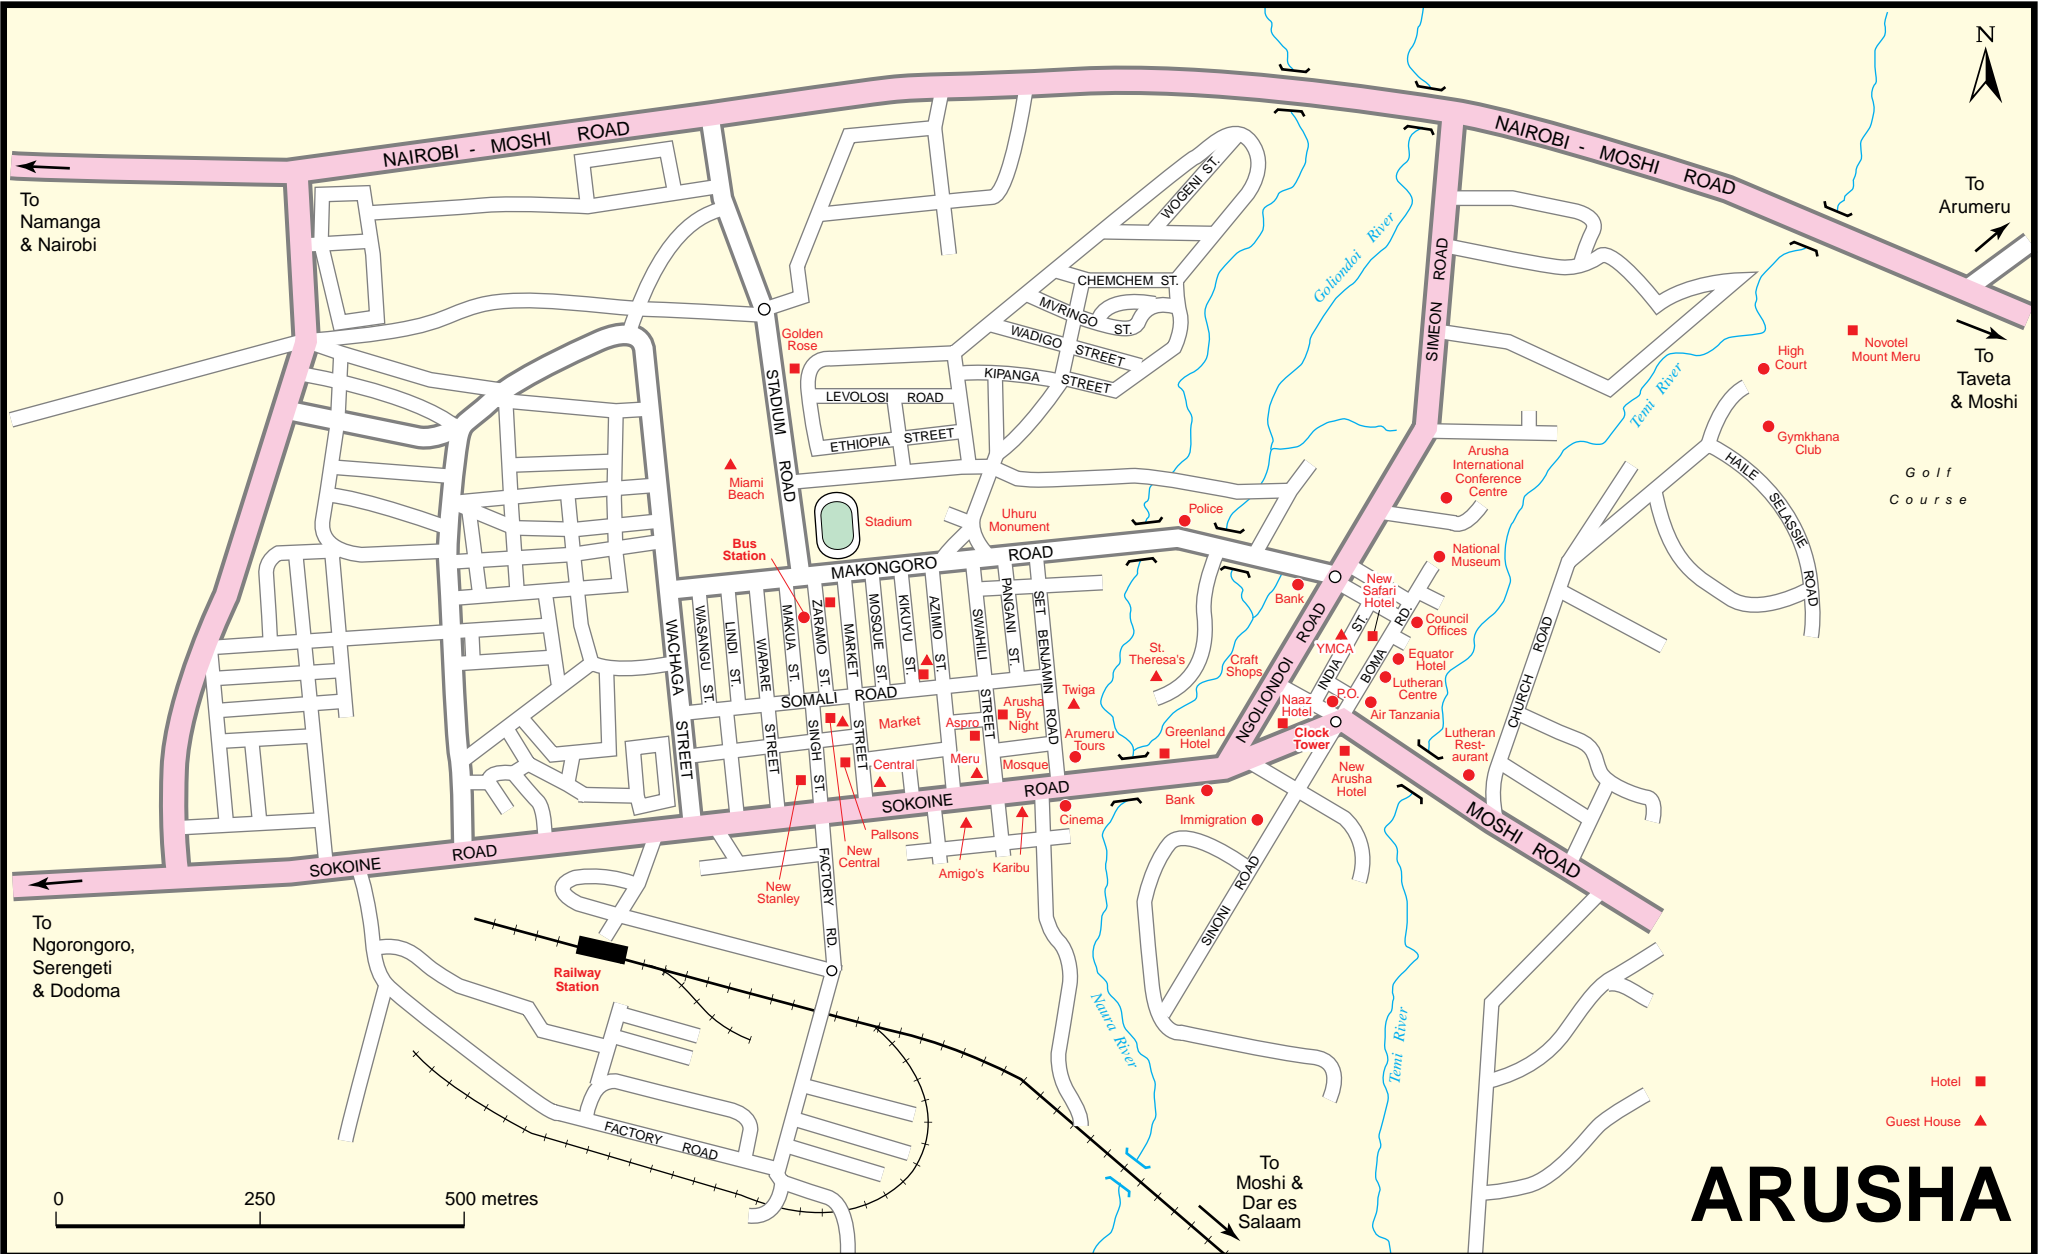 N
NAIROBI - MOSHI ROAD
NAIROBI - MOSHI ROAD
To
Namanga
& Nairobi
To
Arumeru
To
Taveta
& Moshi
WOGENI ST.
CHEMCHEM ST.
MVRINGO ST.
WADIGO STREET
KIPANGA STREET
LEVOLOSI ROAD
ETHIOPIA STREET
Goliondoi River
SIMEON ROAD
Temi River
Golden
Rose
STADIUM ROAD
Miami
Beach
Stadium
Bus
Station
Uhuru
Monument
Police
High
Court
Novotel
Mount Meru
Gymkhana
Club
Golf
Course
HAILE SELASSIE ROAD
Arusha
International
Conference
Centre
National
Museum
New
Safari
Hotel
Council
Offices
Equator
Hotel
Lutheran
Centre
Air Tanzania
P.O.
YMCA
INDIA ST.
BOMA RD.
Bank
NGOLIONDOI ROAD
Naaz
Hotel
Clock
Tower
New
Arusha
Hotel
Lutheran
Rest-
aurant
CHURCH ROAD
MOSHI ROAD
MAKONGORO ROAD
WACHAGA STREET
WASANGU ST.
LINDI ST.
WAPARE STREET
MAKUA ST.
ZARAMO ST.
SINGH ST.
MARKET STREET
MOSQUE ST.
KIKUYU ST.
AZIMIO ST.
SWAHILI STREET
PANGANI ST.
SET BENJAMIN ROAD
SOMALI ROAD
Market
Aspro
Arusha
By
Night
Twiga
Arumeru
Tours
St.
Theresa's
Craft
Shops
Greenland
Hotel
Central
Meru
Mosque
SOKOINE ROAD
SOKOINE ROAD
Cinema
Bank
Immigration
Pallsons
New
Central
New
Stanley
Amigo's
Karibu
FACTORY RD.
SINONI ROAD
To
Ngorongoro,
Serengeti
& Dodoma
Railway
Station
Naura River
Temi River
FACTORY ROAD
To
Moshi &
Dar es
Salaam
Hotel
Guest House
0 250 500 metres
ARUSHA